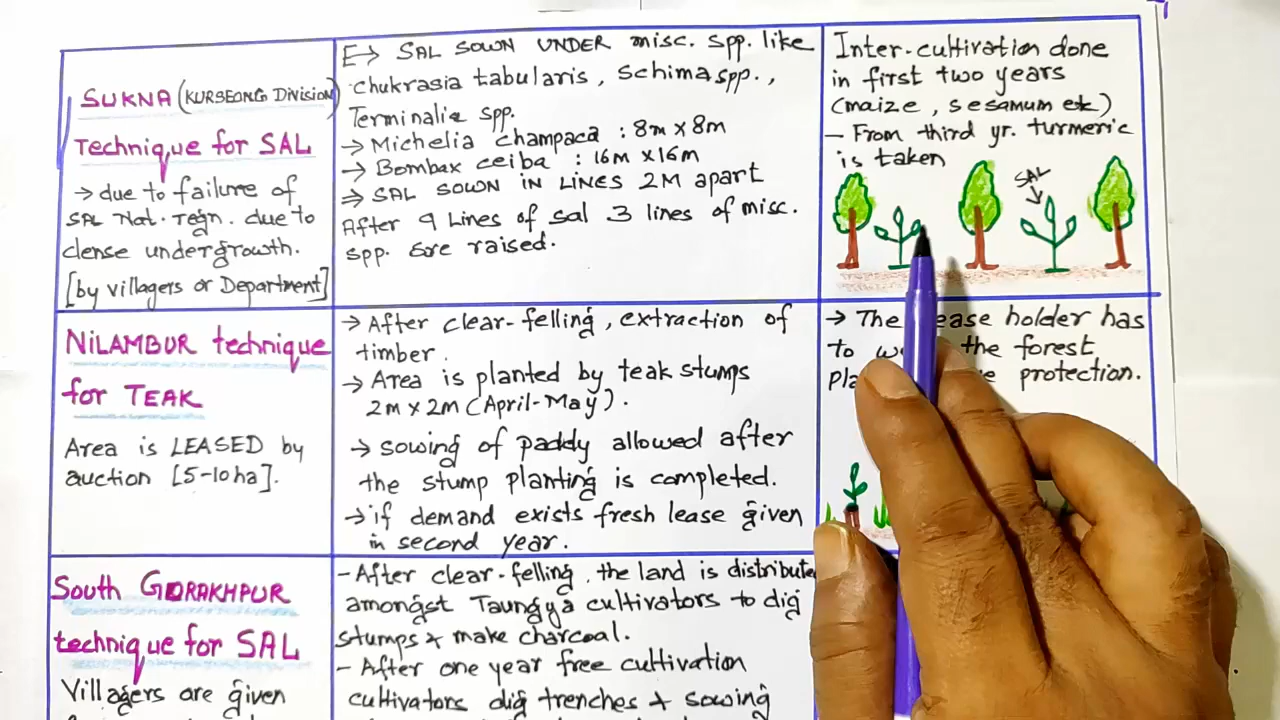 SUKNA (KURSEONG DIVISION)
Technique for SAL
→ due to failure of
SAL Nat. regn. due to
dense undergrowth.
[by villagers or Department]
[→ SAL SOWN UNDER misc. spp. like
chukrasia tabularis, Schima spp.,
Terminalia spp.
→ Michelia champaca : 8m x 8m
→ Bombax ceiba : 16m x 16m
⇒ SAL SOWN IN LINES 2M apart
After 9 Lines of sal 3 lines of misc.
spp. are raised.
Inter-cultivation done
in first two years
(maize, sesamum etc)
- From third yr. turmeric
is taken
SAL
NILAMBUR technique
for TEAK
Area is LEASED by
auction [5-10ha].
→ After clear-felling, extraction of
timber.
→ Area is planted by teak stumps
2m x 2m (April-May).
→ sowing of paddy allowed after
the stump planting is completed.
→ if demand exists fresh lease given
in second year.
→ The lease holder has
to the forest
protection.
South GORAKHPUR
technique for SAL
Villagers are given
- After clear-felling, the land is distribute
amongst Taungya cultivators to dig
stumps & make charcoal.
- After one year free cultivation
cultivators dig trenches & sowing